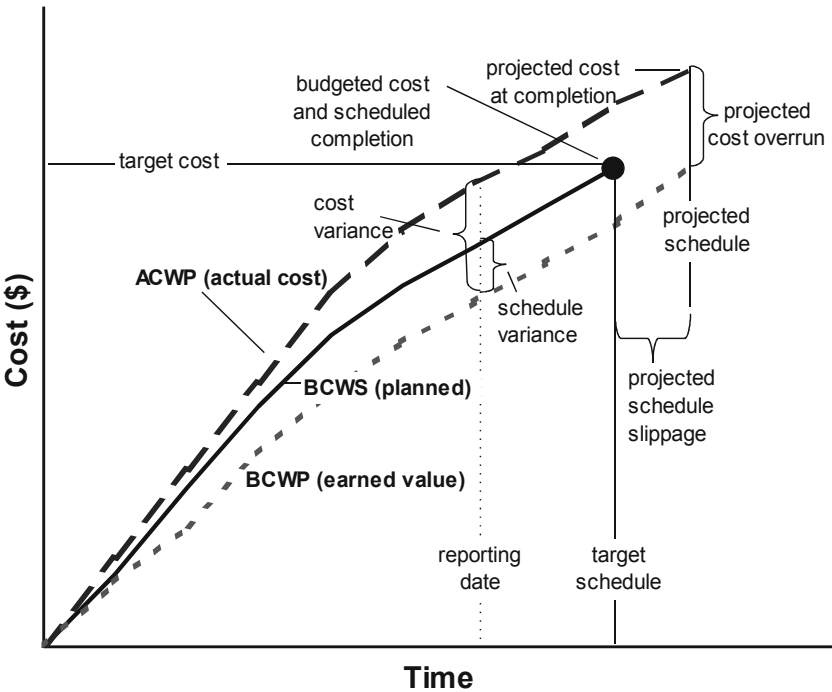 budgeted cost
and scheduled
completion
projected cost
at completion
projected
cost overrun
target cost
cost
variance
projected
schedule
ACWP (actual cost)
schedule
variance
BCWS (planned)
projected
schedule
slippage
BCWP (earned value)
reporting
date
target
schedule
Cost ($)
Time